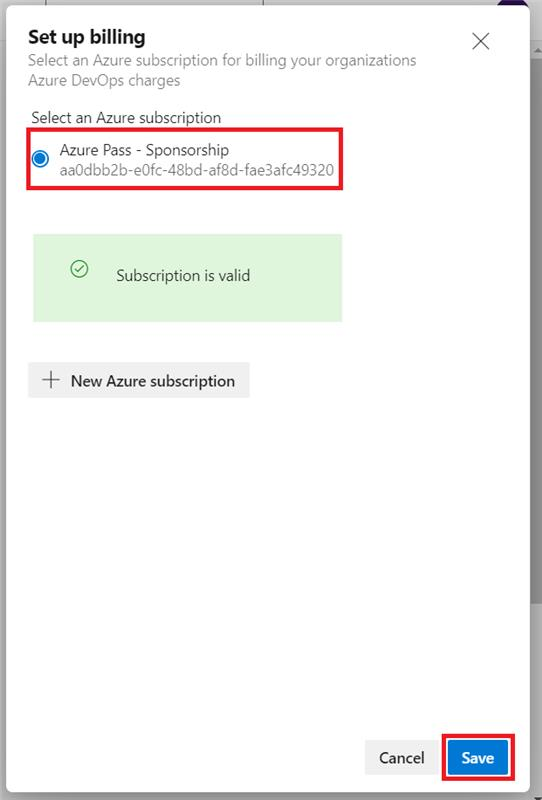 Set up billing
Select an Azure subscription for billing your organizations
Azure DevOps charges
Select an Azure subscription
Azure Pass - Sponsorship
aa0dbb2b-e0fc-48bd-af8d-fae3afc49320
Subscription is valid
New Azure subscription
Cancel
Save